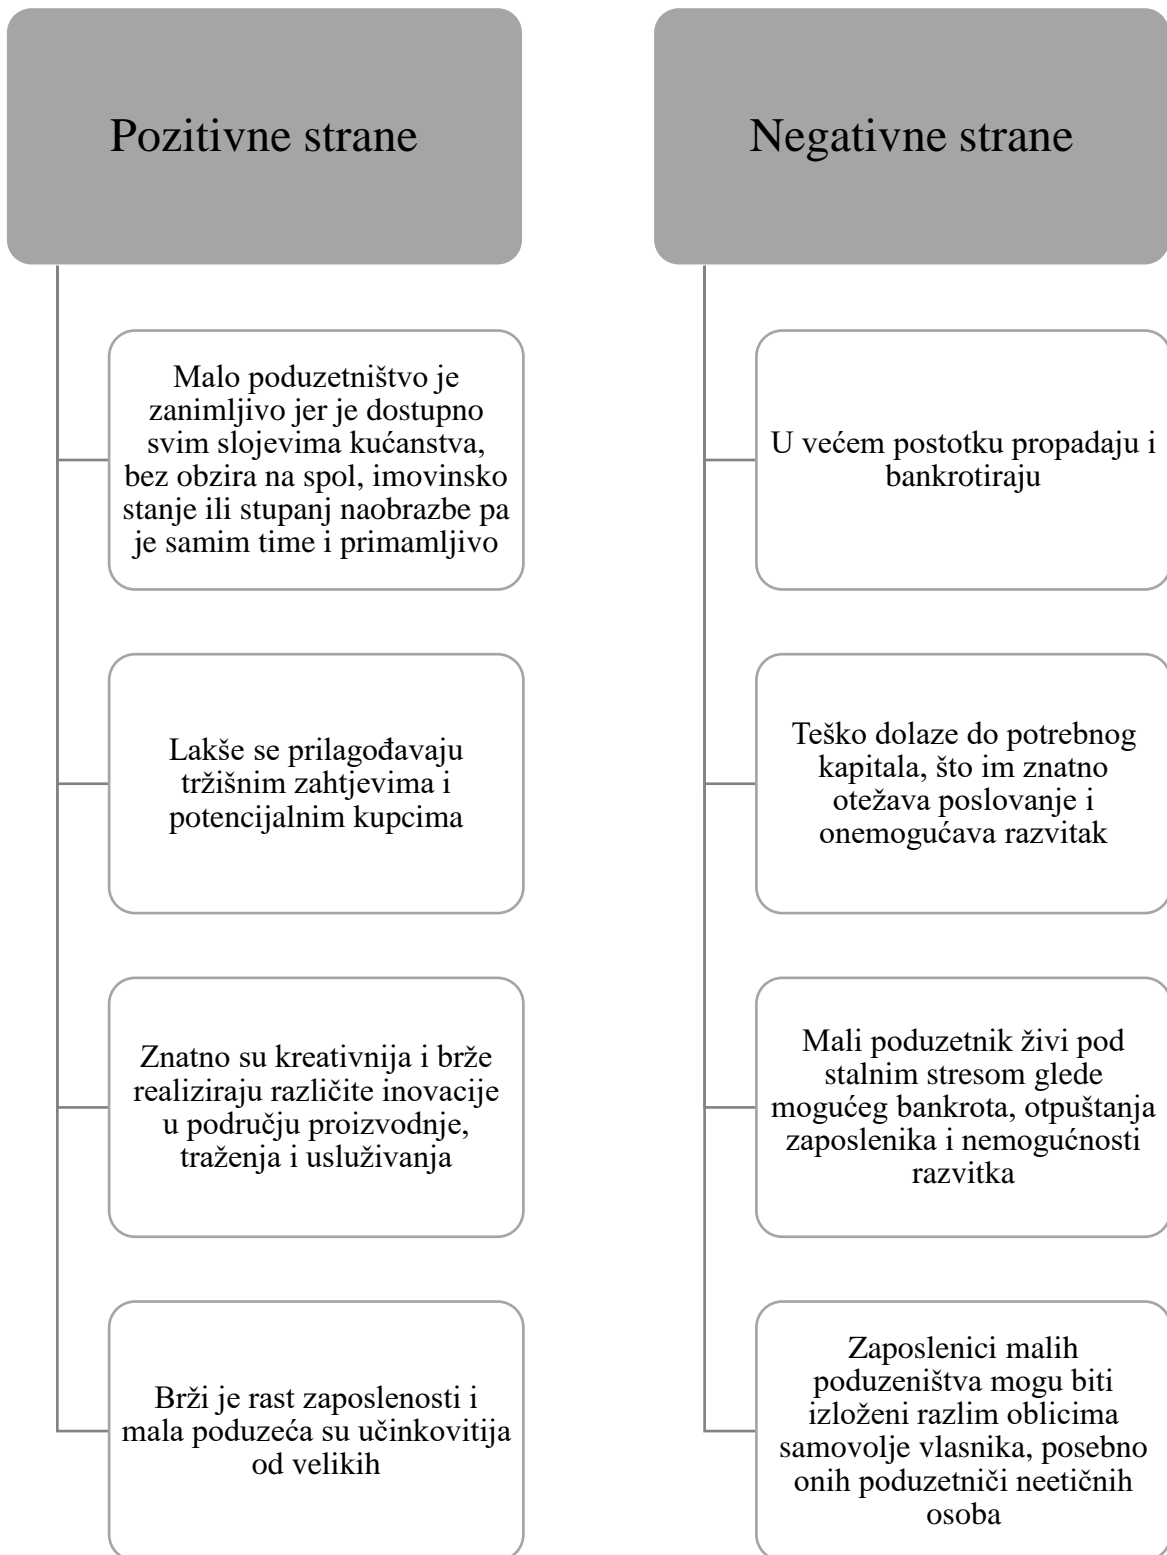 Pozitivne strane
Malo poduzetništvo je
zanimljivo jer je dostupno
svim slojevima kućanstva,
bez obzira na spol, imovinsko
stanje ili stupanj naobrazbe pa
je samim time i primamljivo
Lakše se prilagođavaju
tržišnim zahtjevima i
potencijalnim kupcima
Znatno su kreativnija i brže
realiziraju različite inovacije
u području proizvodnje,
traženja i usluživanja
Brži je rast zaposlenosti i
mala poduzeća su učinkovitija
od velikih
Negativne strane
U većem postotku propadaju i
bankrotiraju
Teško dolaze do potrebnog
kapitala, što im znatno
otežava poslovanje i
onemogućava razvitak
Mali poduzetnik živi pod
stalnim stresom glede
mogućeg bankrota, otpuštanja
zaposlenika i nemogućnosti
razvitka
Zaposlenici malih
poduzeništva mogu biti
izloženi razlim oblicima
samovolje vlasnika, posebno
onih poduzetniči neetičnih
osoba